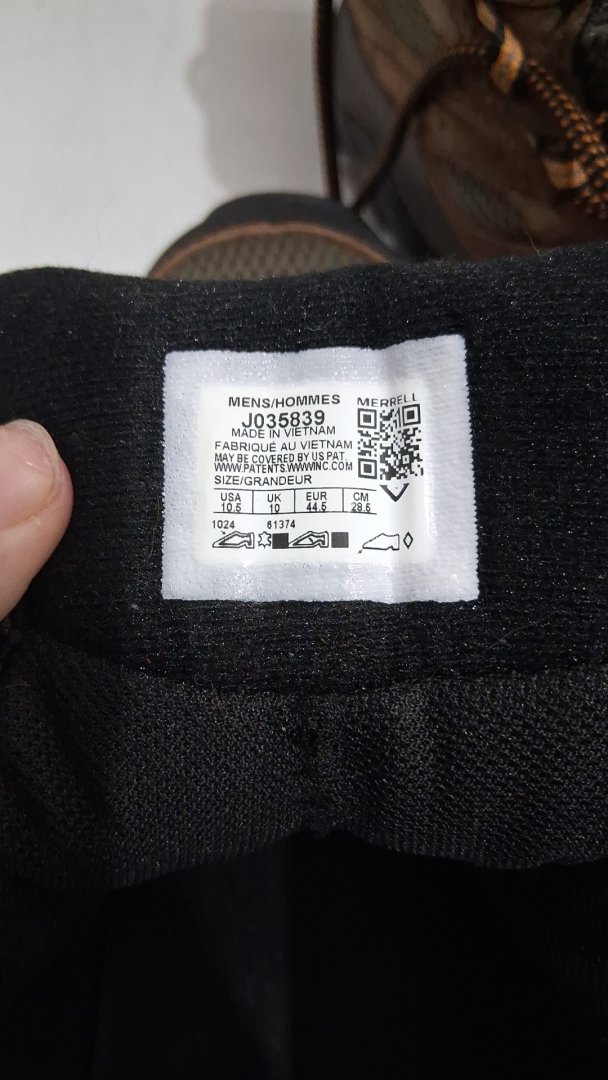 MENS/HOMMES
MERRELL
J035839
MADE IN VIETNAM
FABRIQUÉ AU VIETNAM
MAY BE COVERED BY US PAT.
WWW.PATENTS.WWWINC.COM
SIZE/GRANDEUR
USA UK EUR CM
10.5 10 44.5 28.5
1024 61374